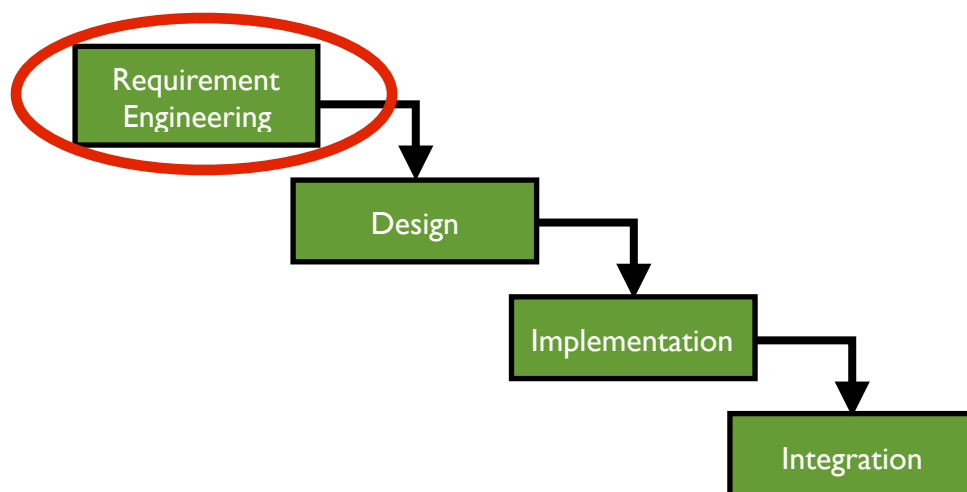 Requirement
Engineering
Design
Implementation
Integration